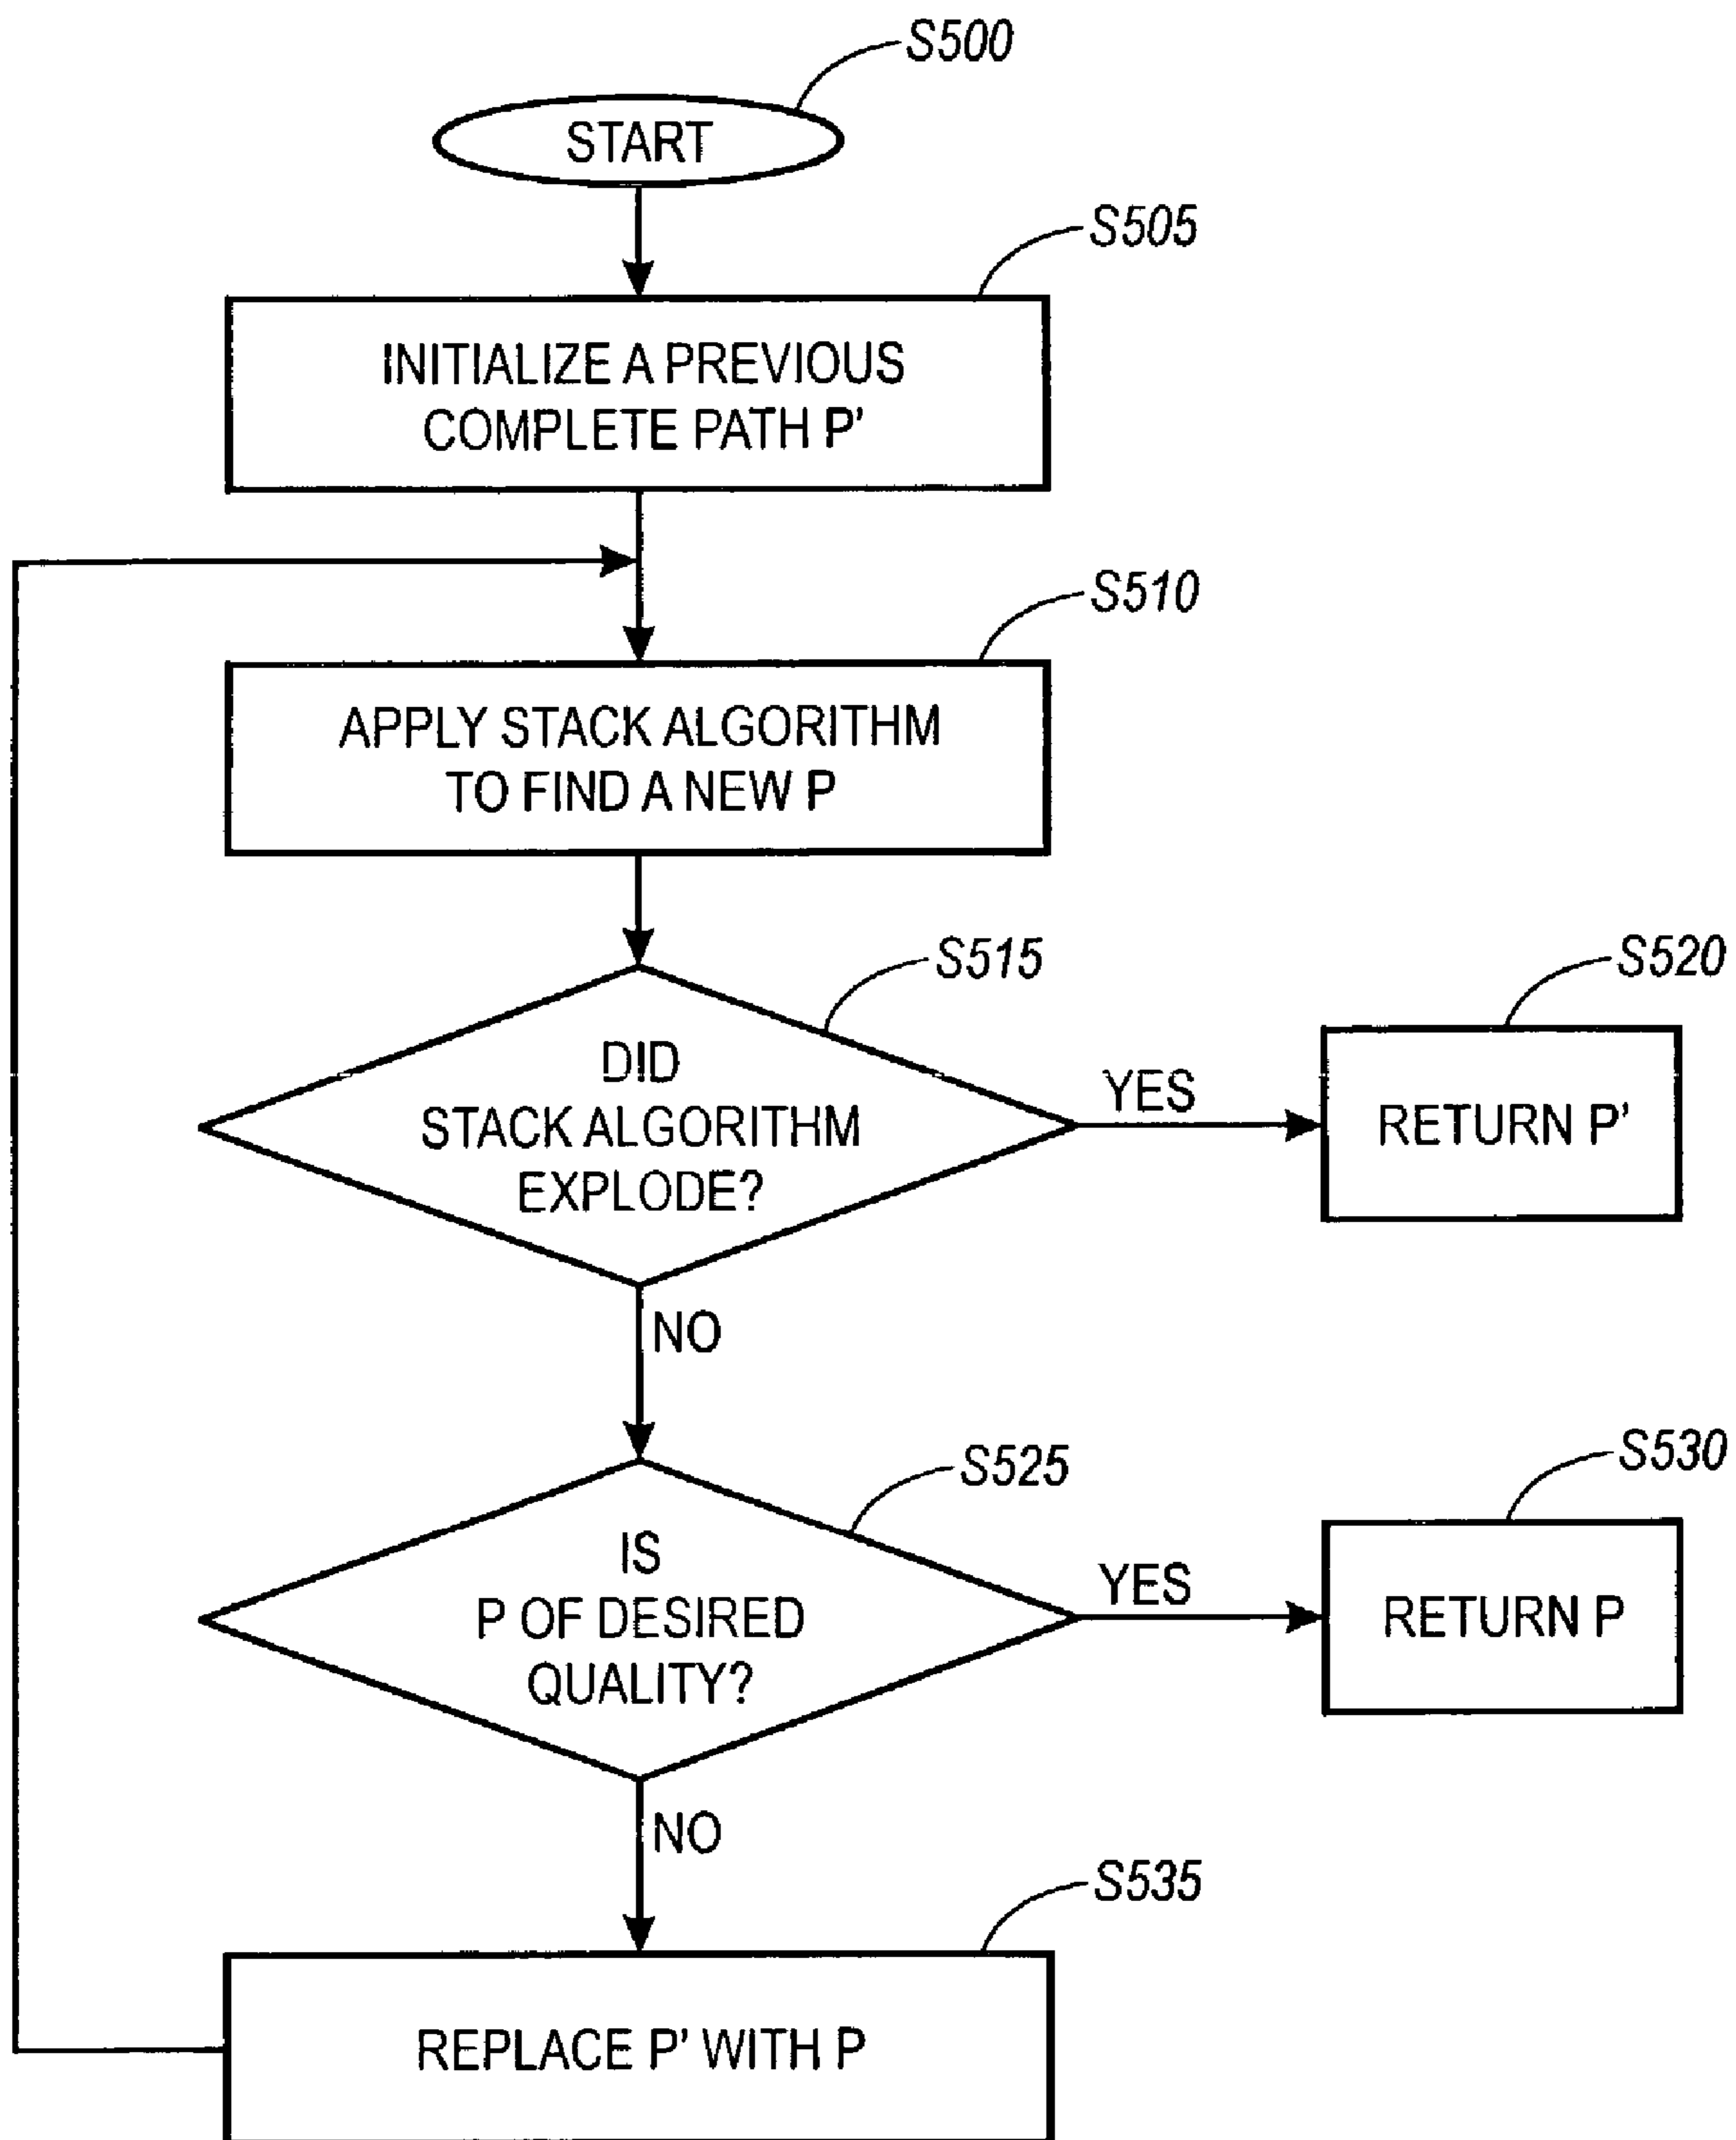 S500
START
S505
INITIALIZE A PREVIOUS
COMPLETE PATH P'
S510
APPLY STACK ALGORITHM
TO FIND A NEW P
S515
DID
STACK ALGORITHM
EXPLODE?
YES
S520
RETURN P'
NO
S525
IS
P OF DESIRED
QUALITY?
YES
S530
RETURN P
NO
S535
REPLACE P' WITH P